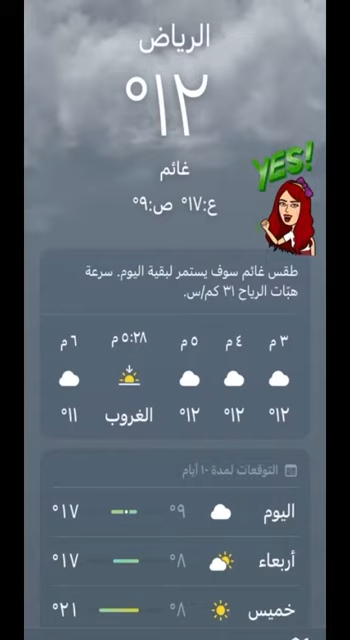 الرياض
°١٢
غائم
ع:١٧° ص:٩°
YES!
طقس غائم سوف يستمر لبقية اليوم. سرعة
هبّات الرياح ٣١ كم/س.
٣ م ٤ م ٥ م ٥:٢٨ م ٦ م
°١٢ °١٢ °١٢ الغروب °١١
التوقعات لمدة ١٠ أيام
اليوم °٩ °١٧
أربعاء °٨ °١٧
خميس °٨ °٢١